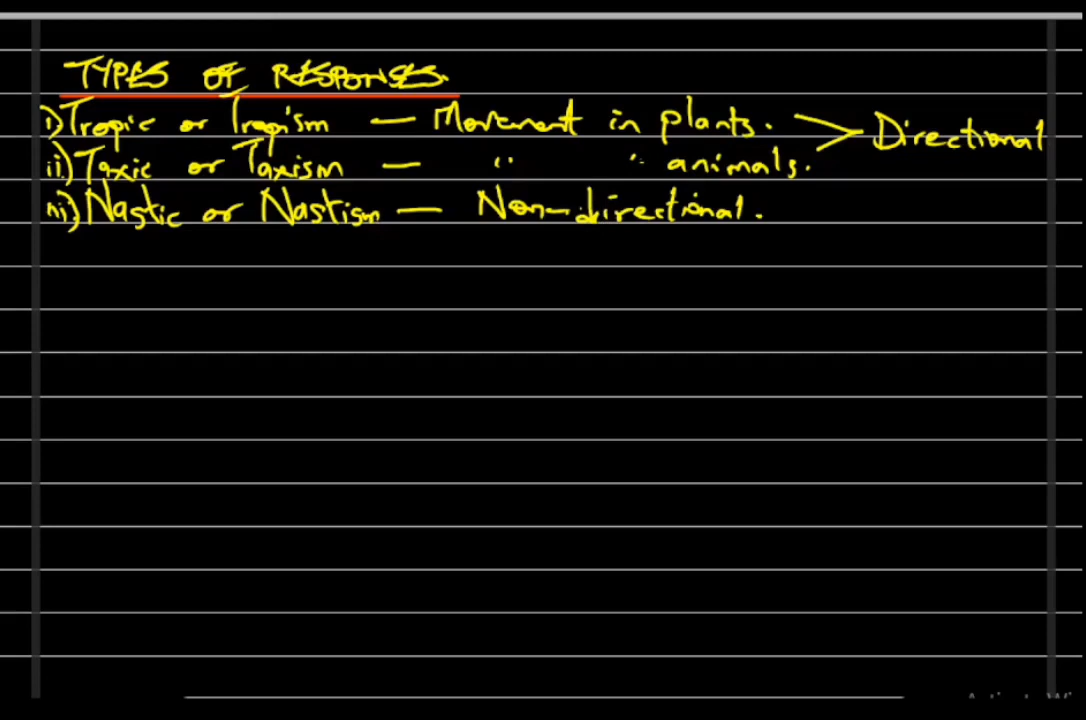 TYPES OF RESPONSES.
i) Tropic or Tropism — Movement in plants. > Directional
ii) Taxic or Taxism — " " animals.
iii) Nastic or Nastism — Non-directional.